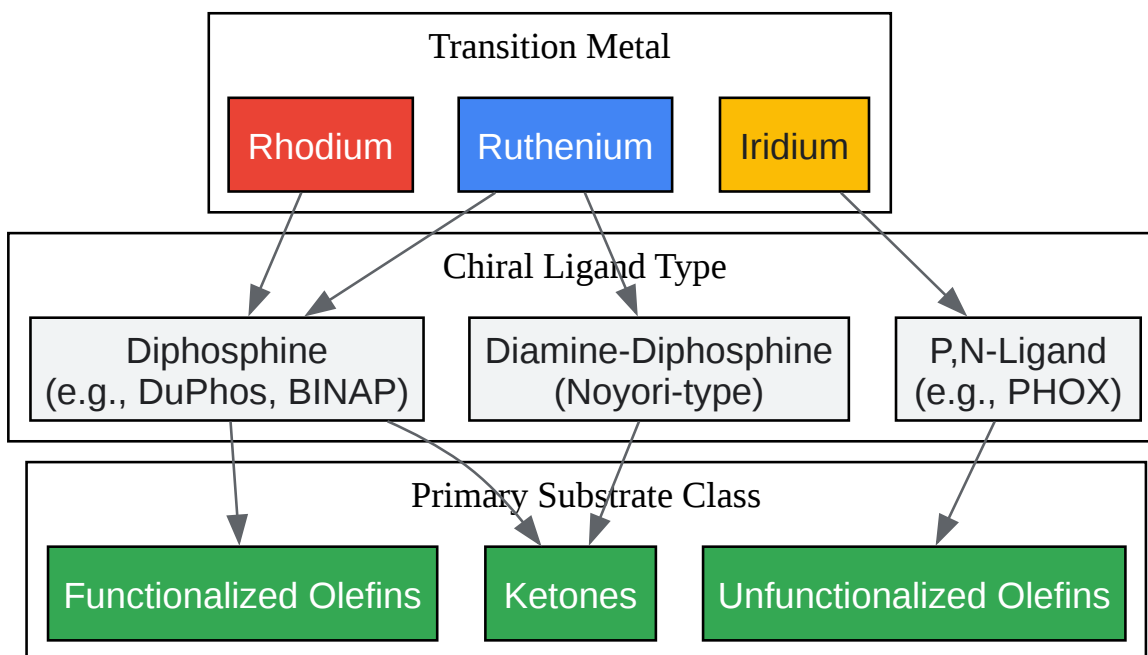 Transition Metal
Rhodium
Ruthenium
Iridium
Chiral Ligand Type
Diphosphine
(e.g., DuPhos, BINAP)
Diamine-Diphosphine
(Noyori-type)
P,N-Ligand
(e.g., PHOX)
Primary Substrate Class
Functionalized Olefins
Ketones
Unfunctionalized Olefins